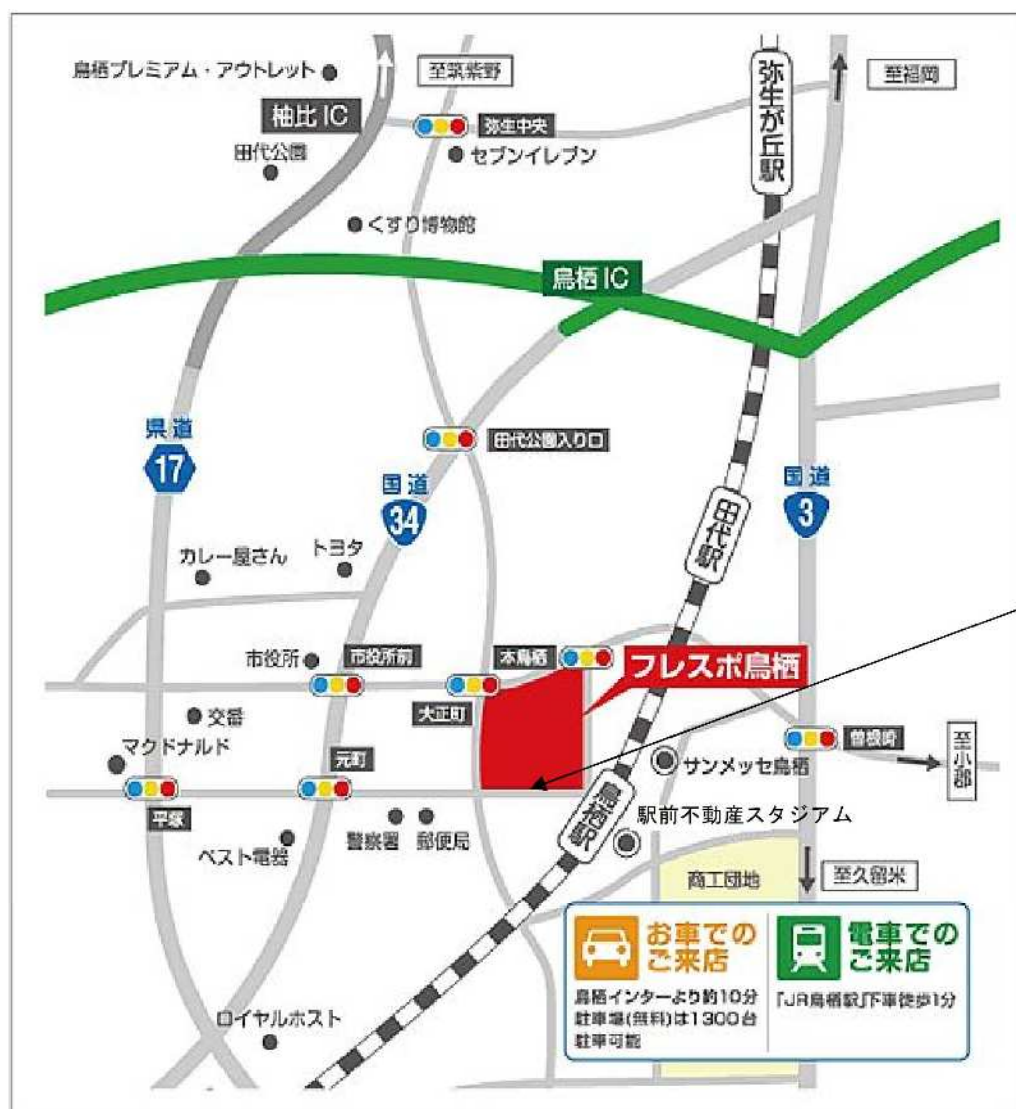 鳥栖プレミアム・アウトレット
至筑紫野
弥生が丘駅
至福岡
柚比IC
弥生中央
田代公園
セブンイレブン
くすり博物館
鳥栖IC
田代公園入り口
県道
17
国道
34
国道
3
田代駅
カレー屋さん
トヨタ
市役所
市役所前
本鳥栖
フレスポ鳥栖
大正町
交番
マクドナルド
元町
曽根崎
至小郡
サンメッセ鳥栖
平塚
ベスト電器
警察署
郵便局
鳥栖駅
駅前不動産スタジアム
商工団地
至久留米
お車での
ご来店
鳥栖インターより約10分
駐車場(無料)は1300台
駐車可能
電車での
ご来店
「JR鳥栖駅」下車徒歩1分
ロイヤルホスト